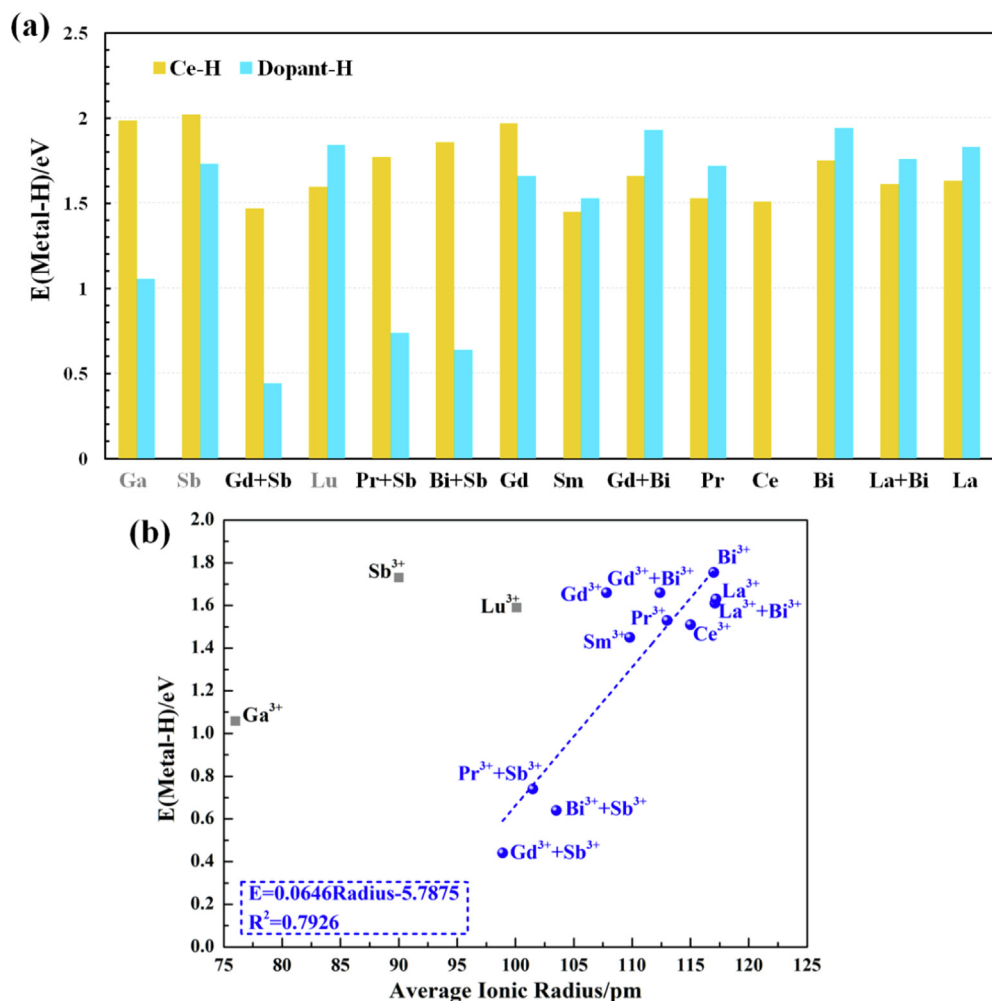 (a)
E(Metal-H)/eV
2.5
2
1.5
1
0.5
0
Ce-H Dopant-H
Ga Sb Gd+Sb Lu Pr+Sb Bi+Sb Gd Sm Gd+Bi Pr Ce Bi La+Bi La
(b)
E(Metal-H)/eV
2.0
1.8
1.6
1.4
1.2
1.0
0.8
0.6
0.4
0.2
0.0
Sb³⁺
Lu³⁺
Ga³⁺
Gd³⁺
Gd³⁺+Bi³⁺
Bi³⁺
La³⁺
La³⁺+Bi³⁺
Pr³⁺
Ce³⁺
Sm³⁺
Pr³⁺+Sb³⁺
Bi³⁺+Sb³⁺
Gd³⁺+Sb³⁺
E=0.0646Radius-5.7875
R²=0.7926
75 80 85 90 95 100 105 110 115 120 125
Average Ionic Radius/pm